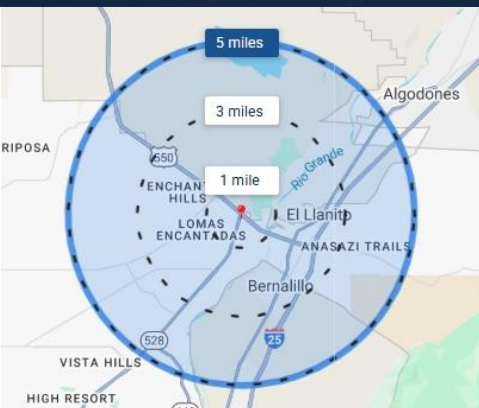 5 miles
Algodones
3 miles
RIPOSA
550
Rio Grande
1 mile
ENCHAN
HILLS
El Llanito
LOMAS
ENCANTADAS
ANASAZI TRAILS
Bernalillo
528
25
VISTA HILLS
HIGH RESORT